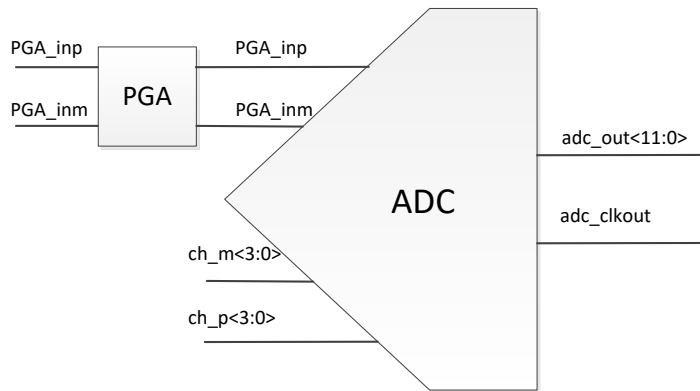 PGA_inp
PGA_inp
PGA
PGA_inm
PGA_inm
adc_out<11:0>
ADC
adc_clkout
ch_m<3:0>
ch_p<3:0>